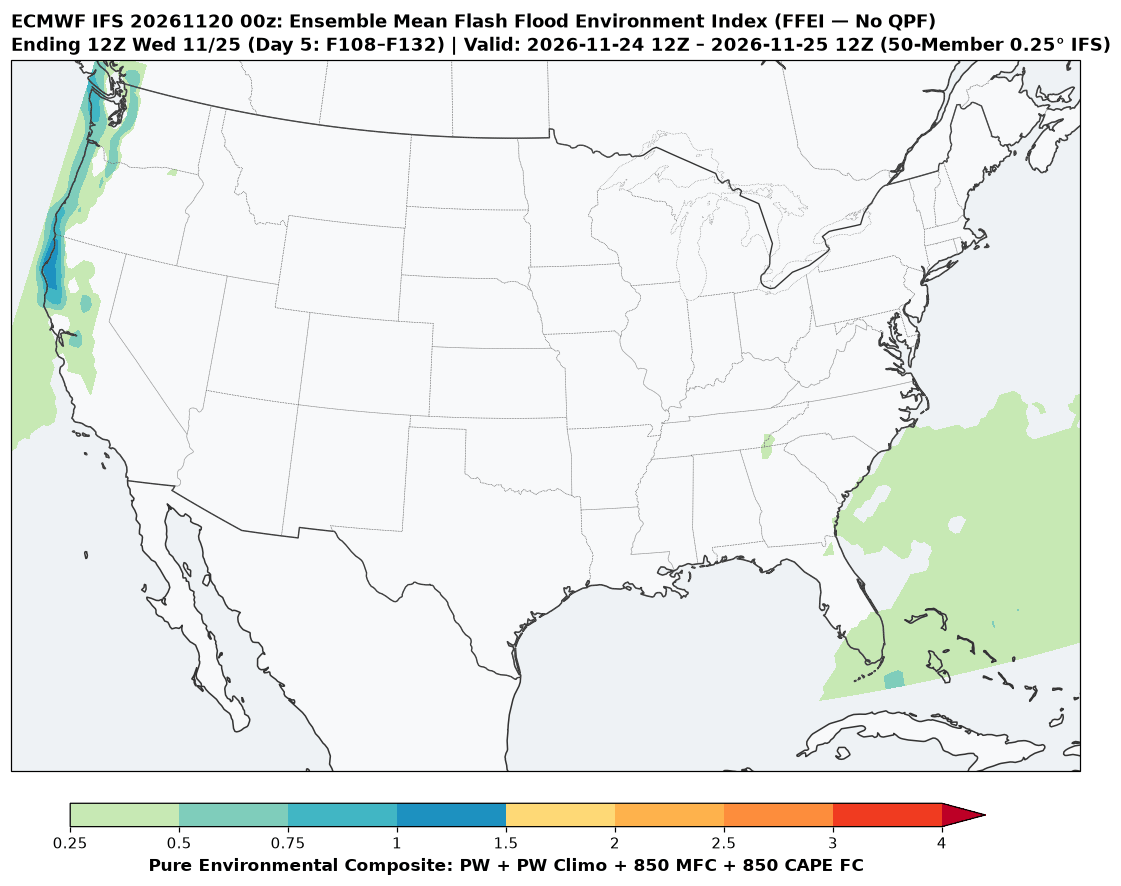 ECMWF IFS 20261120 00z: Ensemble Mean Flash Flood Environment Index (FFEI — No QPF)
Ending 12Z Wed 11/25 (Day 5: F108–F132) | Valid: 2026-11-24 12Z – 2026-11-25 12Z (50-Member 0.25° IFS)
0.25 0.5 0.75 1 1.5 2 2.5 3 4
Pure Environmental Composite: PW + PW Climo + 850 MFC + 850 CAPE FC